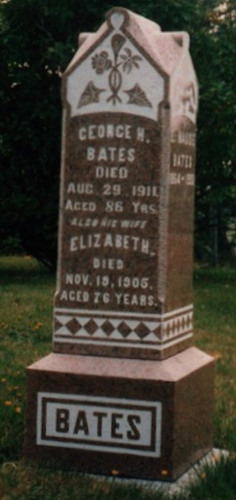 GEORGE H.
BATES
DIED
AUG. 29, 1911
AGED 86 YRS.
ALSO HIS WIFE
ELIZABETH,
DIED
NOV. 19, 1905.
AGED 76 YEARS.
BATES
BATES